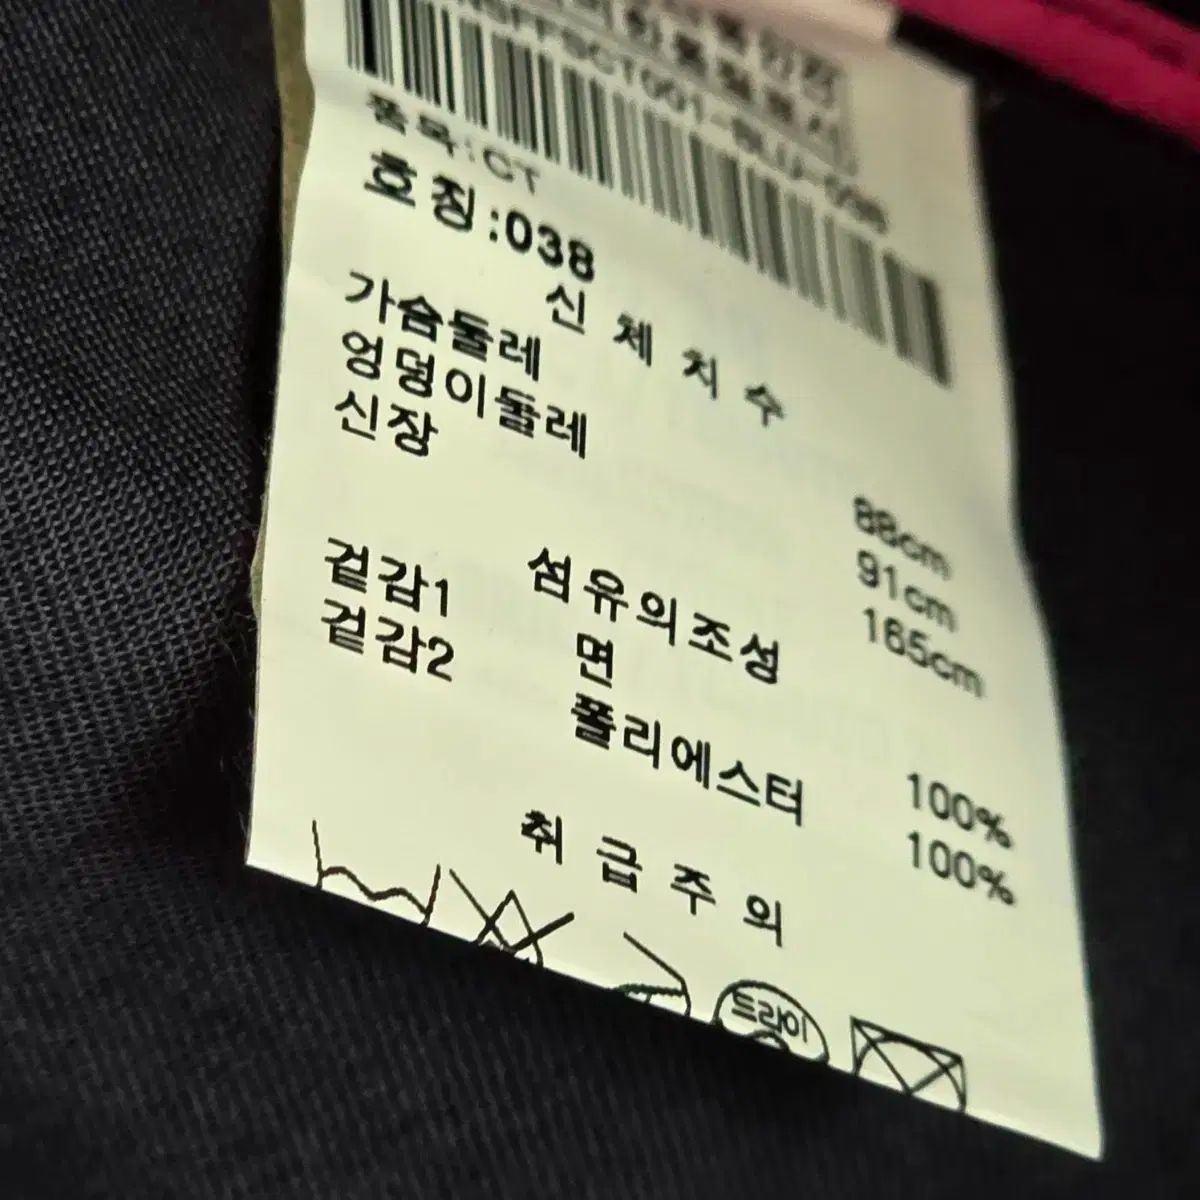 품목:CT
호칭:038
신 체 치 수
가슴둘레 88cm
엉덩이둘레 91cm
신장 165cm
섬유의조성
겉감1 면 100%
겉감2 폴리에스터 100%
취 급 주 의
드라이